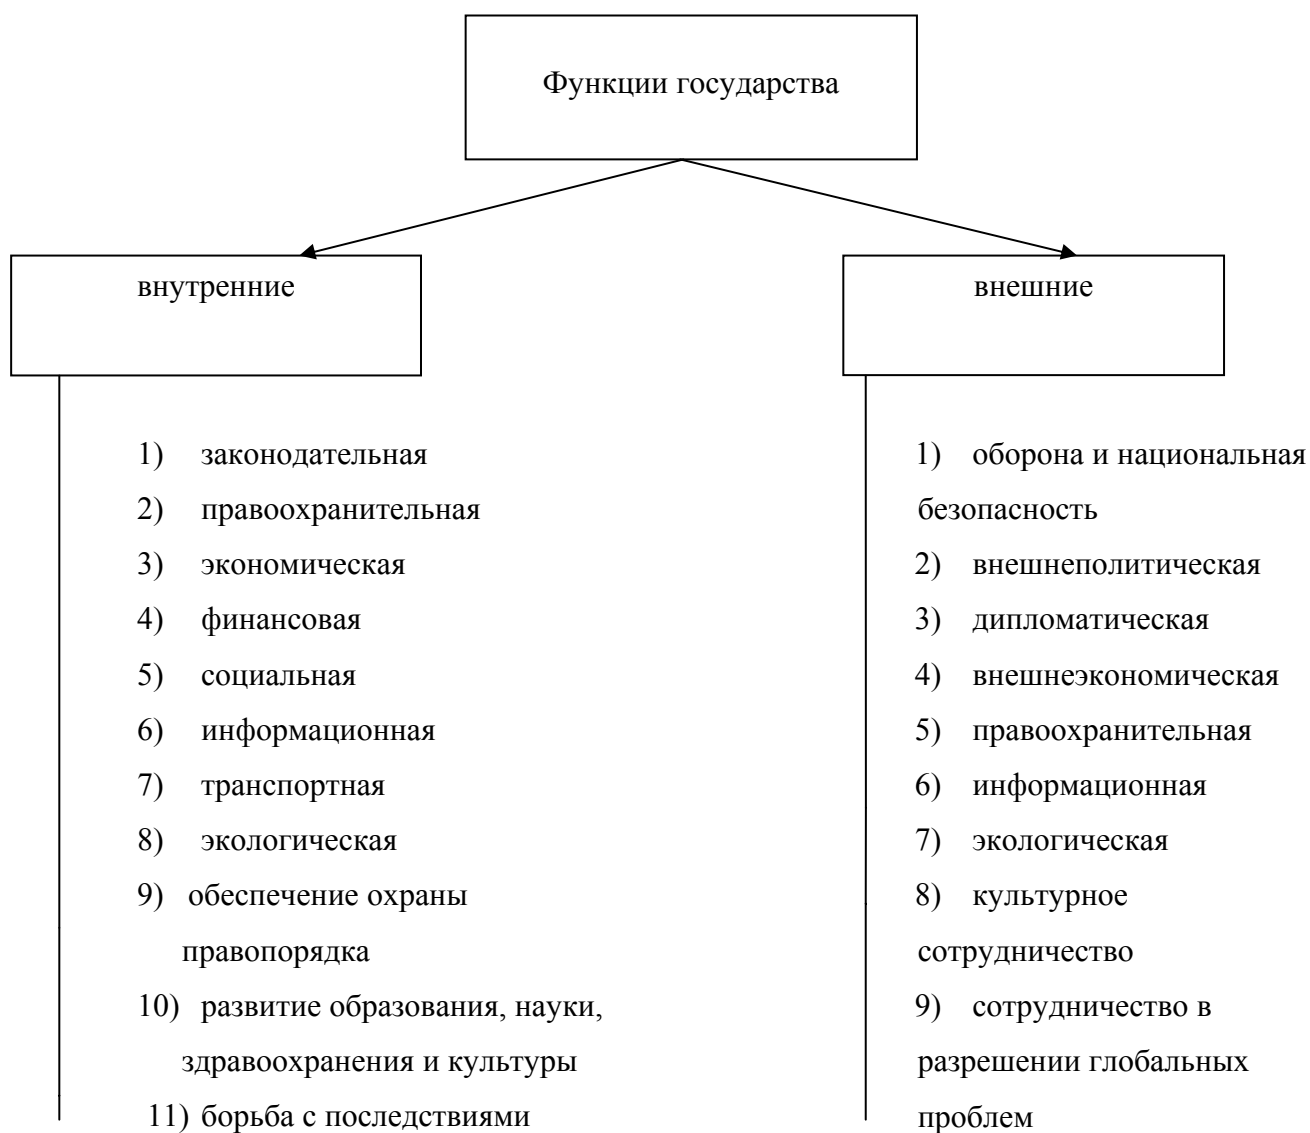 Функции государства
внутренние
1) законодательная
2) правоохранительная
3) экономическая
4) финансовая
5) социальная
6) информационная
7) транспортная
8) экологическая
9) обеспечение охраны
правопорядка
10) развитие образования, науки,
здравоохранения и культуры
11) борьба с последствиями
внешние
1) оборона и национальная
безопасность
2) внешнеполитическая
3) дипломатическая
4) внешнеэкономическая
5) правоохранительная
6) информационная
7) экологическая
8) культурное
сотрудничество
9) сотрудничество в
разрешении глобальных
проблем